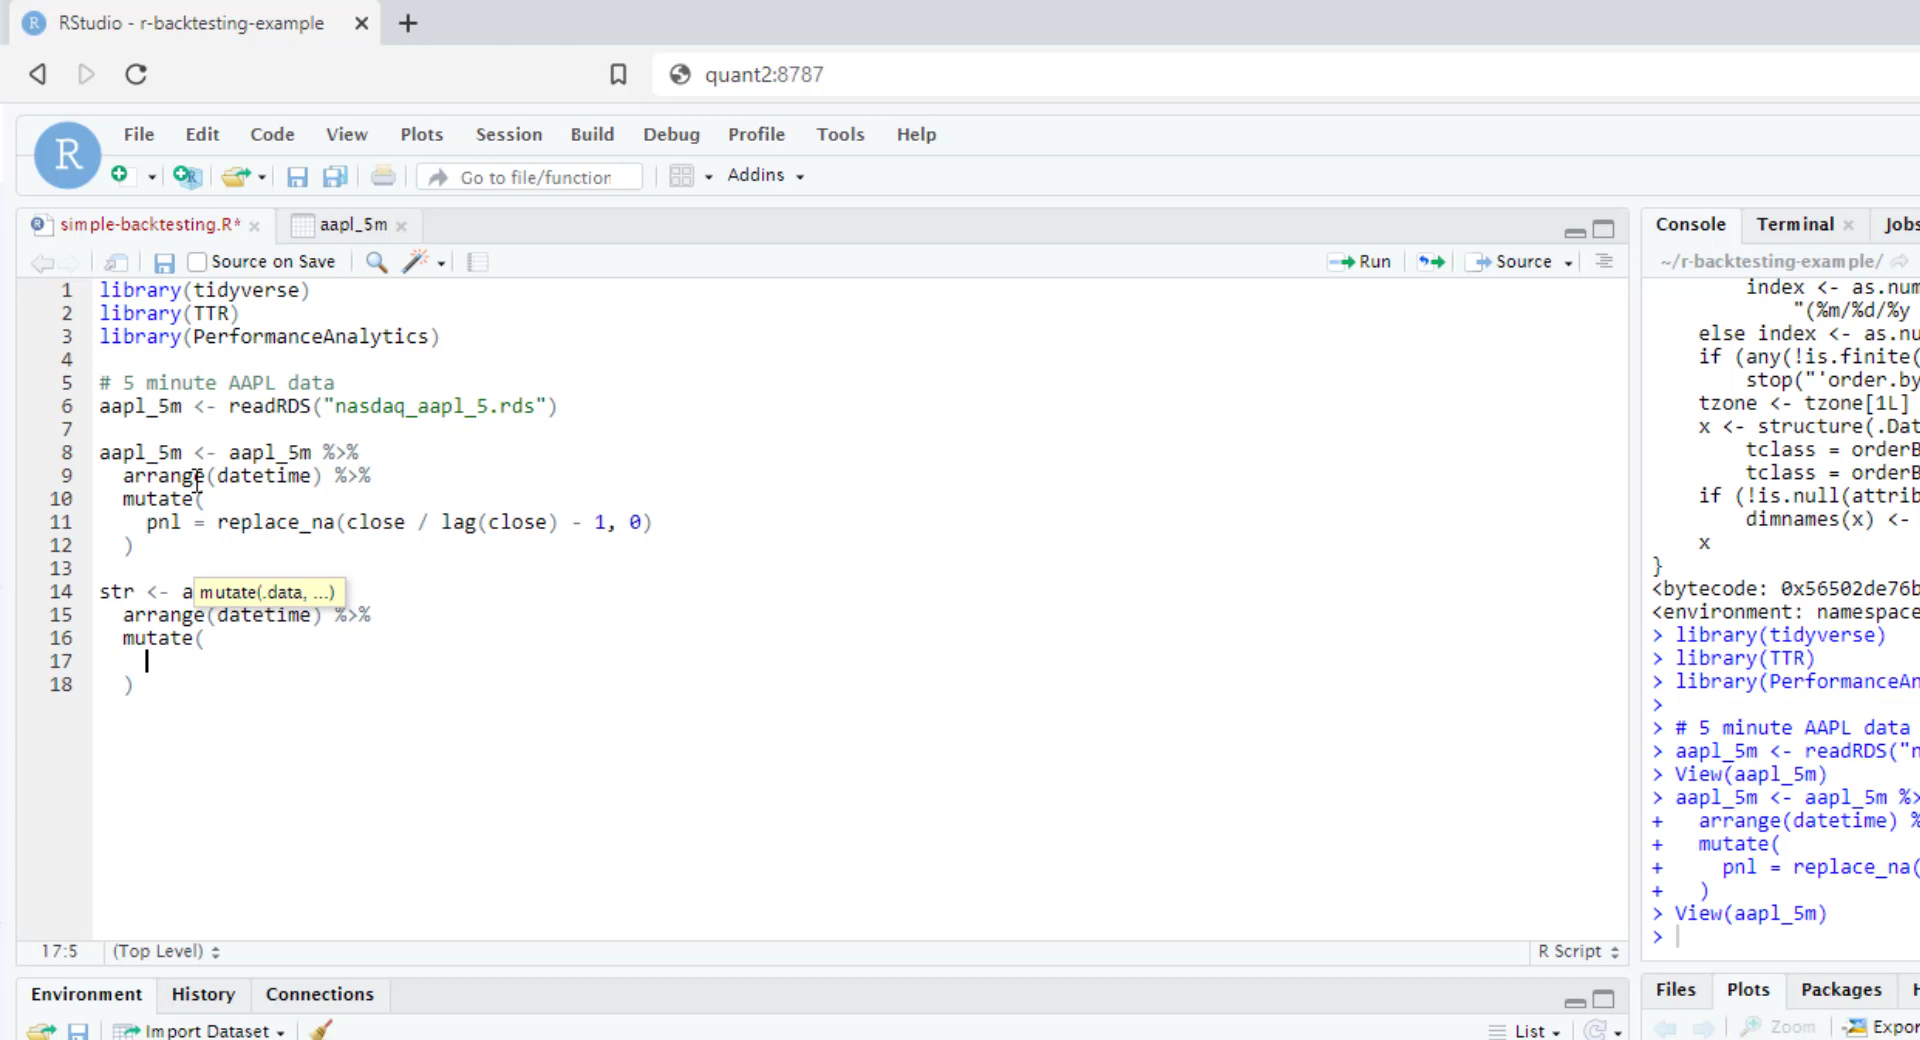 RStudio - r-backtesting-example
quant2:8787
R
File Edit Code View Plots Session Build Debug Profile Tools Help
Go to file/function Addins
simple-backtesting.R* aapl_5m
Source on Save Run Source
1 library(tidyverse)
2 library(TTR)
3 library(PerformanceAnalytics)
4
5 # 5 minute AAPL data
6 aapl_5m <- readRDS("nasdaq_aapl_5.rds")
7
8 aapl_5m <- aapl_5m %>%
9 arrange(datetime) %>%
10 mutate(
11 pnl = replace_na(close / lag(close) - 1, 0)
12 )
13
14 str <- a
mutate(.data, ...)
15 arrange(datetime) %>%
16 mutate(
17
18 )
17:5 (Top Level) R Script
Environment History Connections
Import Dataset List
Console Terminal Jobs
~/r-backtesting-example/
index <- as.num
"(%m/%d/%y
else index <- as.nu
if (any(!is.finite(
stop("'order.by
tzone <- tzone[1L]
x <- structure(.Dat
tclass = orderB
tclass = orderB
if (!is.null(attrib
dimnames(x) <-
x
}
<bytecode: 0x56502de76b
<environment: namespace
> library(tidyverse)
> library(TTR)
> library(PerformanceAn
>
> # 5 minute AAPL data
> aapl_5m <- readRDS("n
> View(aapl_5m)
> aapl_5m <- aapl_5m %>
+ arrange(datetime) %
+ mutate(
+ pnl = replace_na(
+ )
> View(aapl_5m)
>
Files Plots Packages H
Zoom Expor